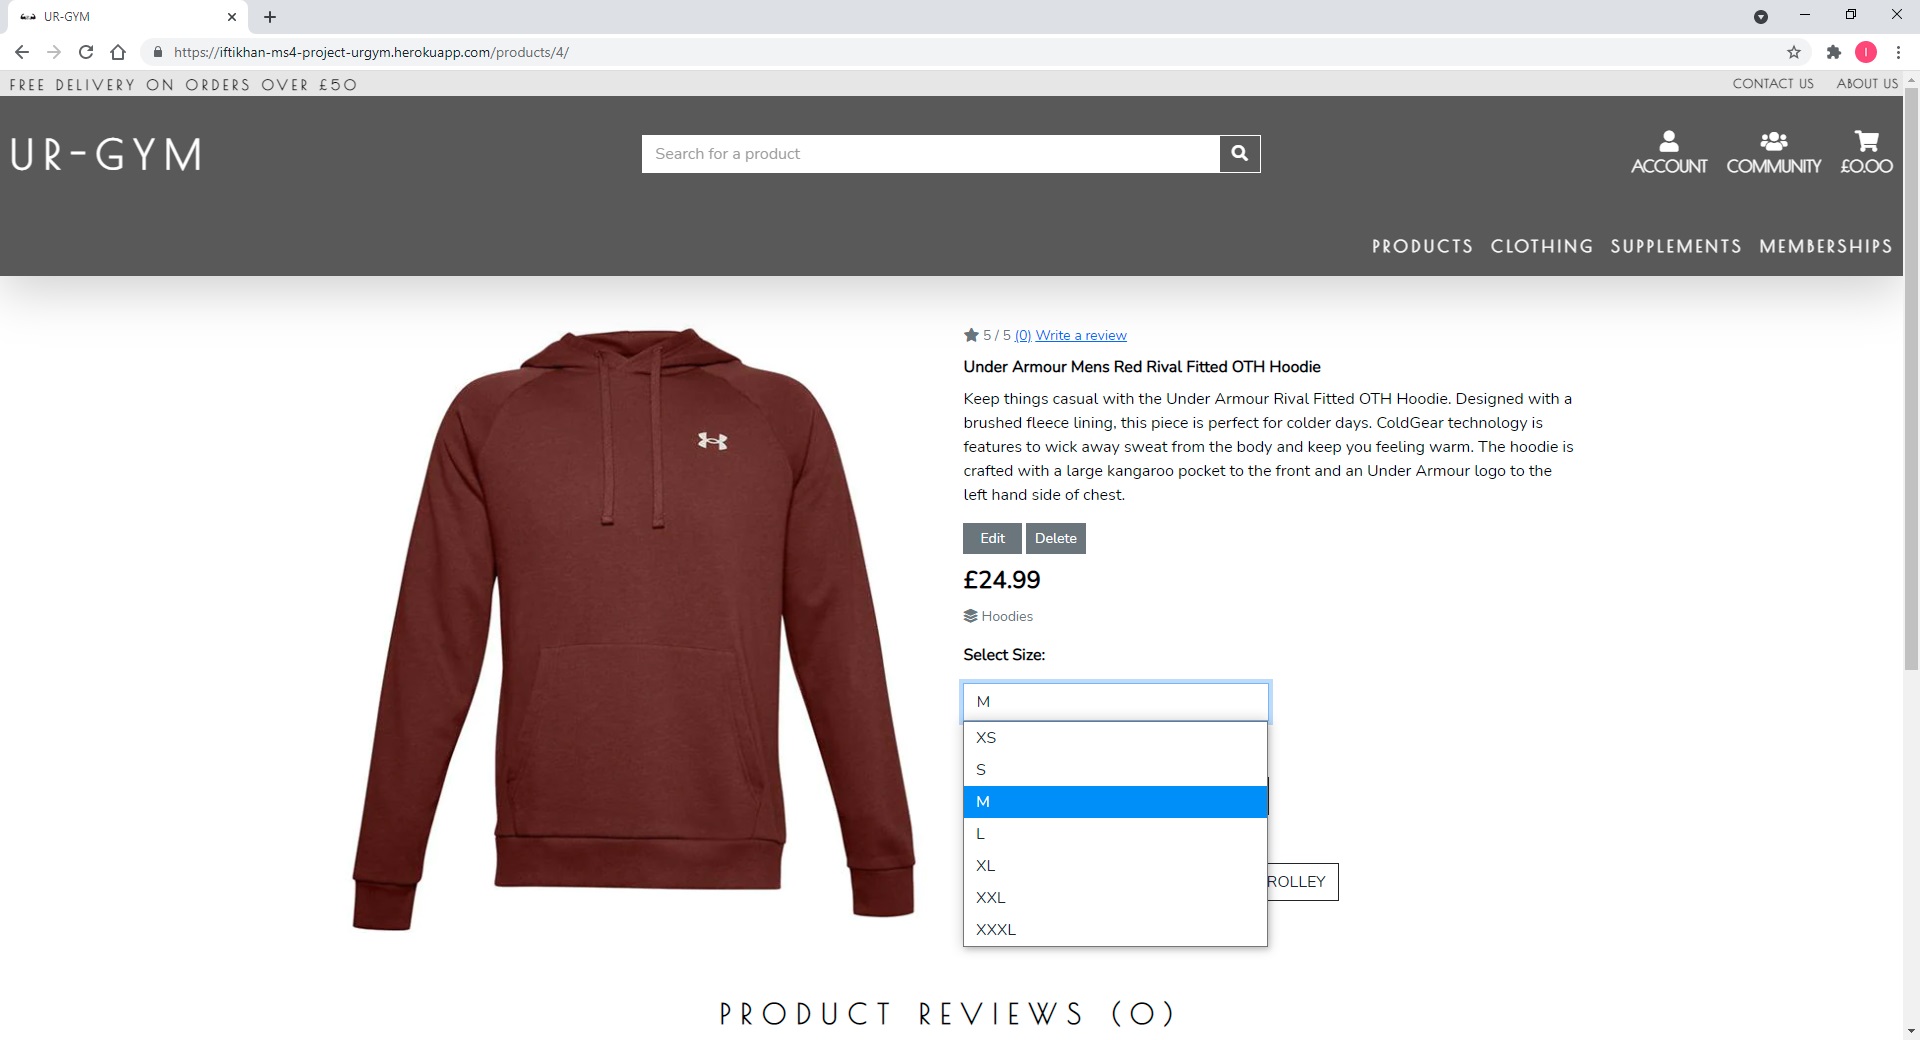 UR-GYM
https://iftikhan-ms4-project-urgym.herokuapp.com/products/4/
I
FREE DELIVERY ON ORDERS OVER £50
CONTACT US ABOUT US
UR-GYM
Search for a product
ACCOUNT COMMUNITY £0.00
PRODUCTS CLOTHING SUPPLEMENTS MEMBERSHIPS
5 / 5 (0) Write a review
Under Armour Mens Red Rival Fitted OTH Hoodie
Keep things casual with the Under Armour Rival Fitted OTH Hoodie. Designed with a
brushed fleece lining, this piece is perfect for colder days. ColdGear technology is
features to wick away sweat from the body and keep you feeling warm. The hoodie is
crafted with a large kangaroo pocket to the front and an Under Armour logo to the
left hand side of chest.
Edit Delete
£24.99
Hoodies
Select Size:
M
XS
S
M
L
XL
ROLLEY
XXL
XXXL
PRODUCT REVIEWS (0)